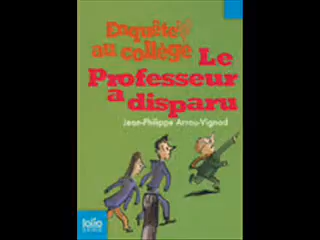 Enquête
au collège
Le
Professeur
a
disparu
Jean-Philippe Arrou-Vignod
folio
JUNIOR